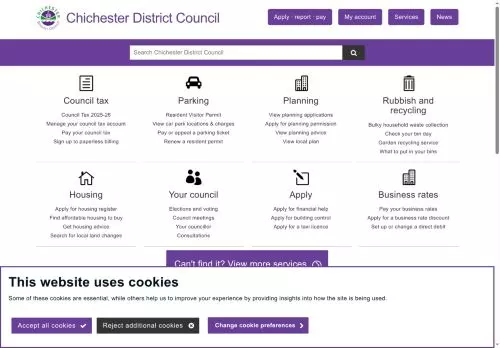 Chichester District Council
Apply · report · pay
My account
Services
News
Search Chichester District Council
Council tax
Council Tax 2025-26
Manage your council tax account
Pay your council tax
Sign up to paperless billing
Parking
Resident Visitor Permit
View car park locations & charges
Pay or appeal a parking ticket
Renew a resident permit
Planning
View planning applications
Apply for planning permission
View planning advice
View local plan
Rubbish and
recycling
Bulky household waste collection
Check your bin day
Garden recycling service
What to put in your bins
Housing
Apply for housing register
Find affordable housing to buy
Get housing advice
Search for local land changes
Your council
Elections and voting
Council meetings
Your councillor
Consultations
Apply
Apply for financial help
Apply for building control
Apply for a taxi licence
Business rates
Pay your business rates
Apply for a business rate discount
Set up or change a direct debit
Can't find it? View more services
This website uses cookies
Some of these cookies are essential, while others help us to improve your experience by providing insights into how the site is being used.
Accept all cookies
Reject additional cookies
Change cookie preferences